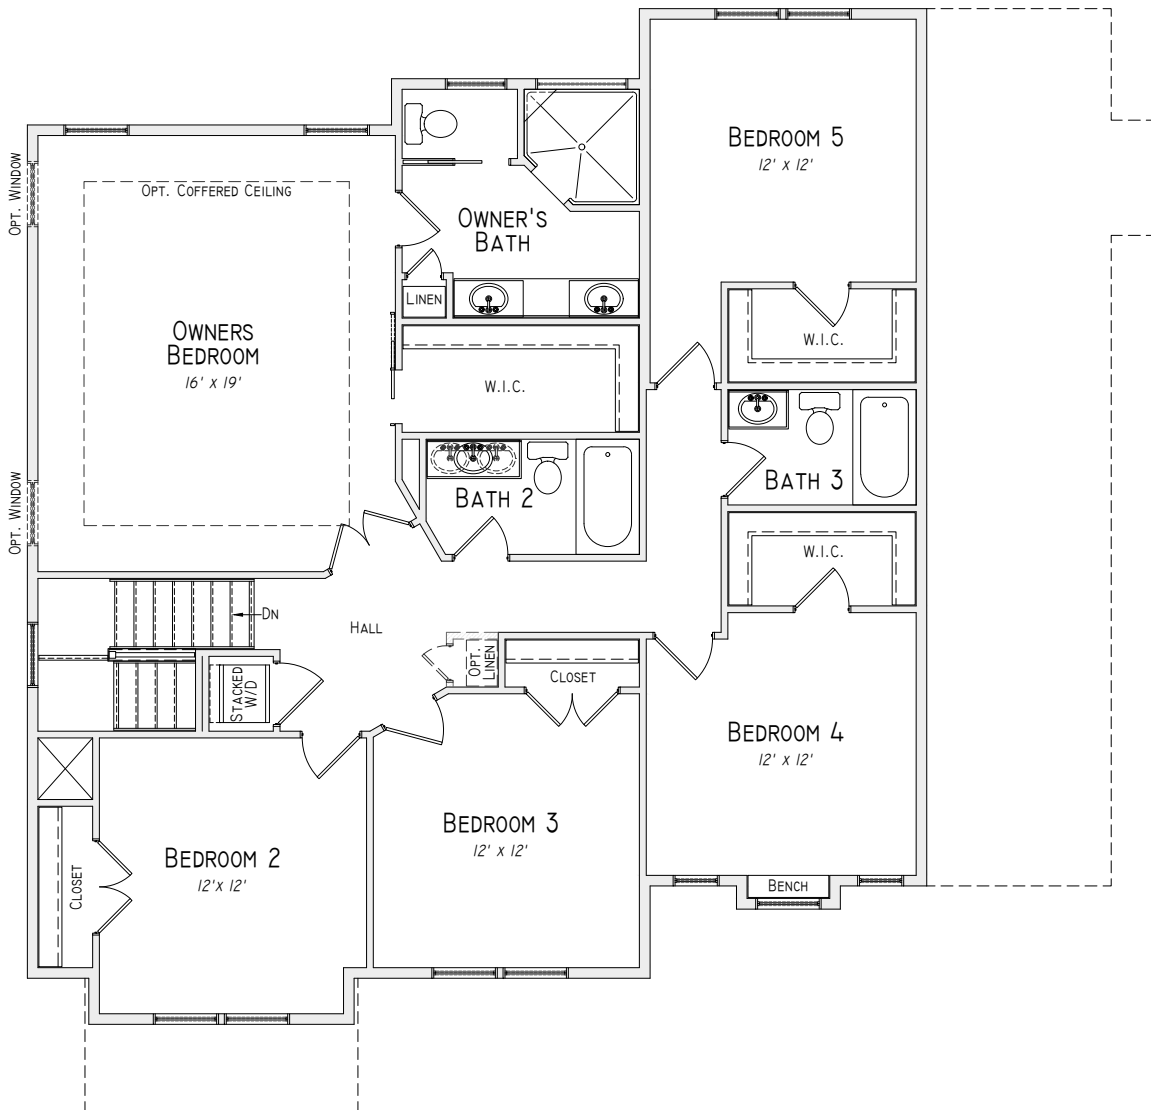 BEDROOM 5
12' x 12'
OPT. WINDOW
OPT. COFFERED CEILING
OWNER'S
BATH
LINEN
OWNERS
BEDROOM
16' x 19'
W.I.C.
W.I.C.
OPT. WINDOW
BATH 2
BATH 3
W.I.C.
DN
HALL
OPT.
LINEN
CLOSET
STACKED
W/D
BEDROOM 4
12' x 12'
BEDROOM 3
12' x 12'
BEDROOM 2
12'x 12'
CLOSET
BENCH